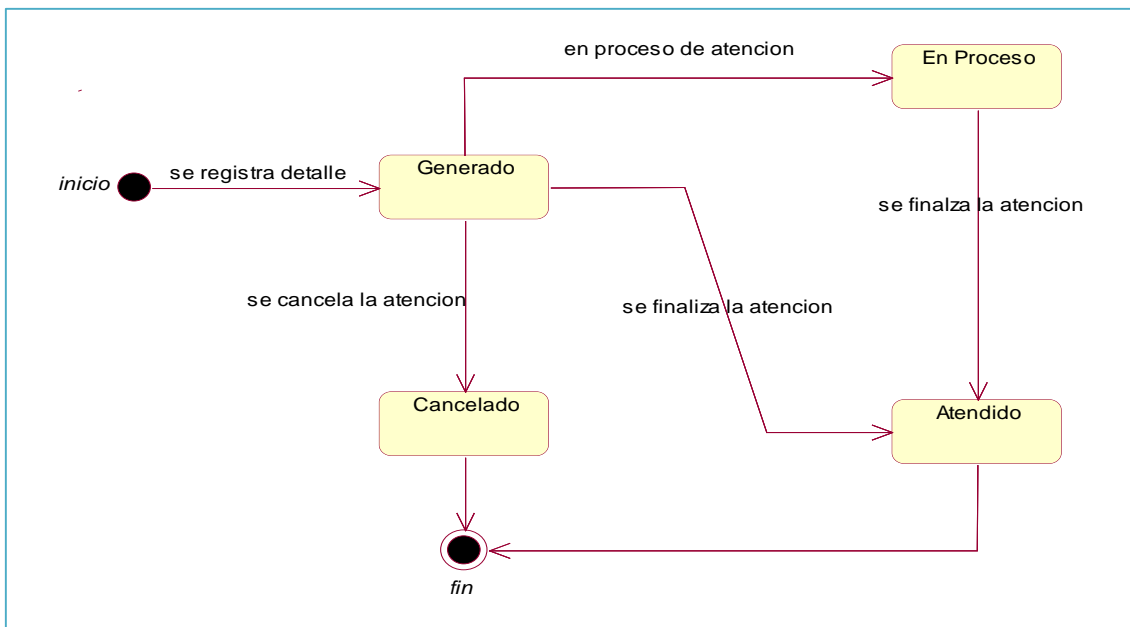 en proceso de atencion
En Proceso
inicio
se registra detalle
Generado
se finalza la atencion
se cancela la atencion
se finaliza la atencion
Cancelado
Atendido
fin